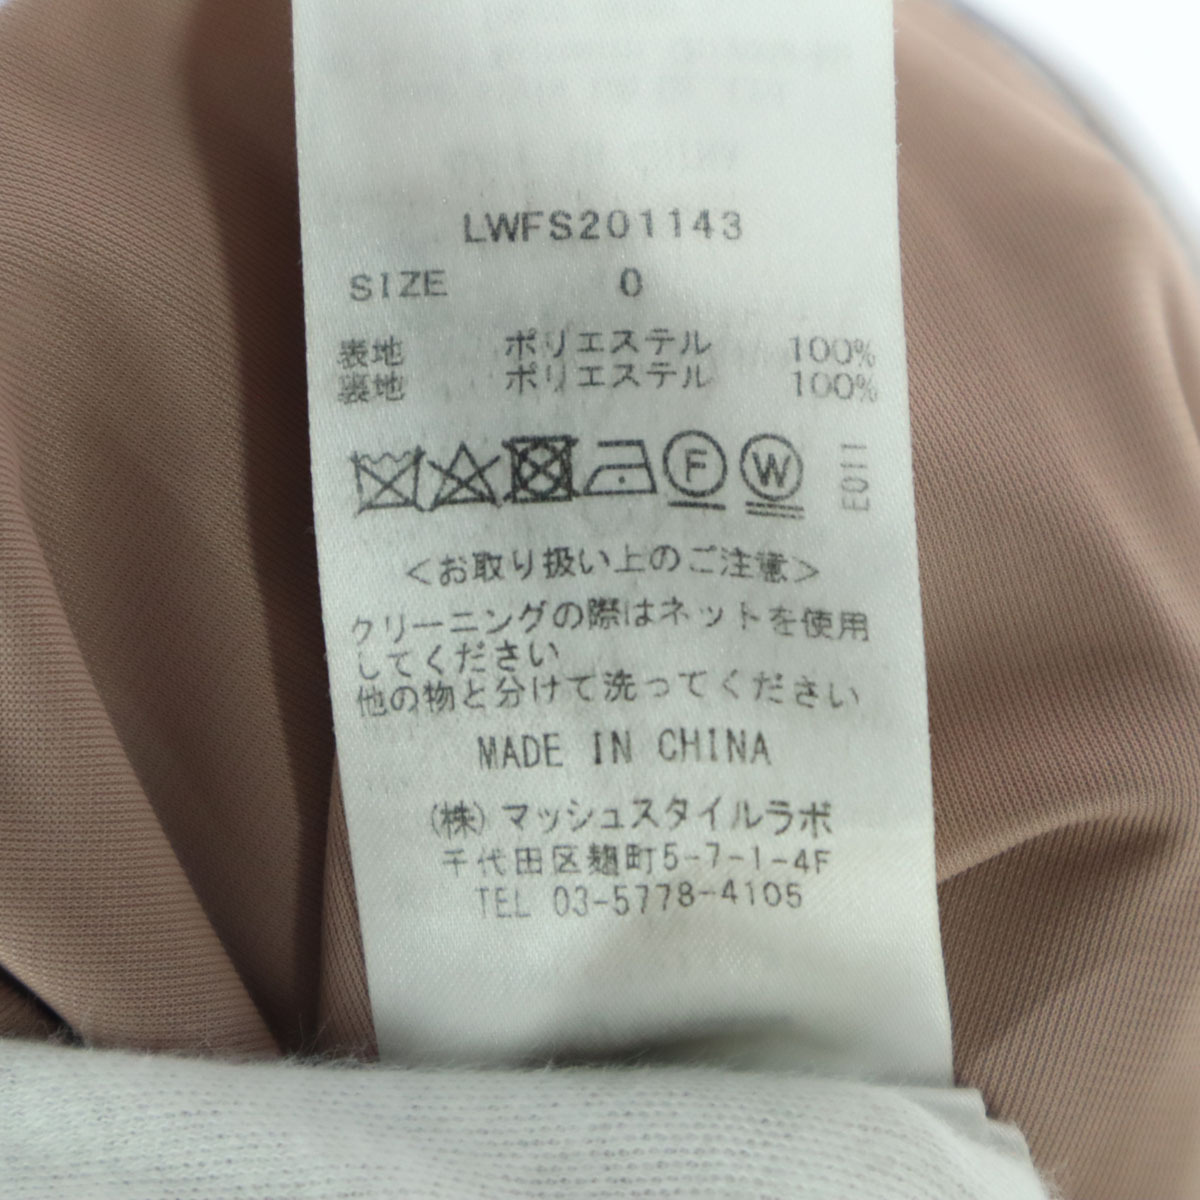 LWFS201143
SIZE 0
表地 ポリエステル 100%
裏地 ポリエステル 100%
F W E011
<お取り扱い上のご注意>
クリーニングの際はネットを使用
してください
他の物と分けて洗ってください
MADE IN CHINA
(株)マッシュスタイルラボ
千代田区麹町5-7-1-4F
TEL 03-5778-4105